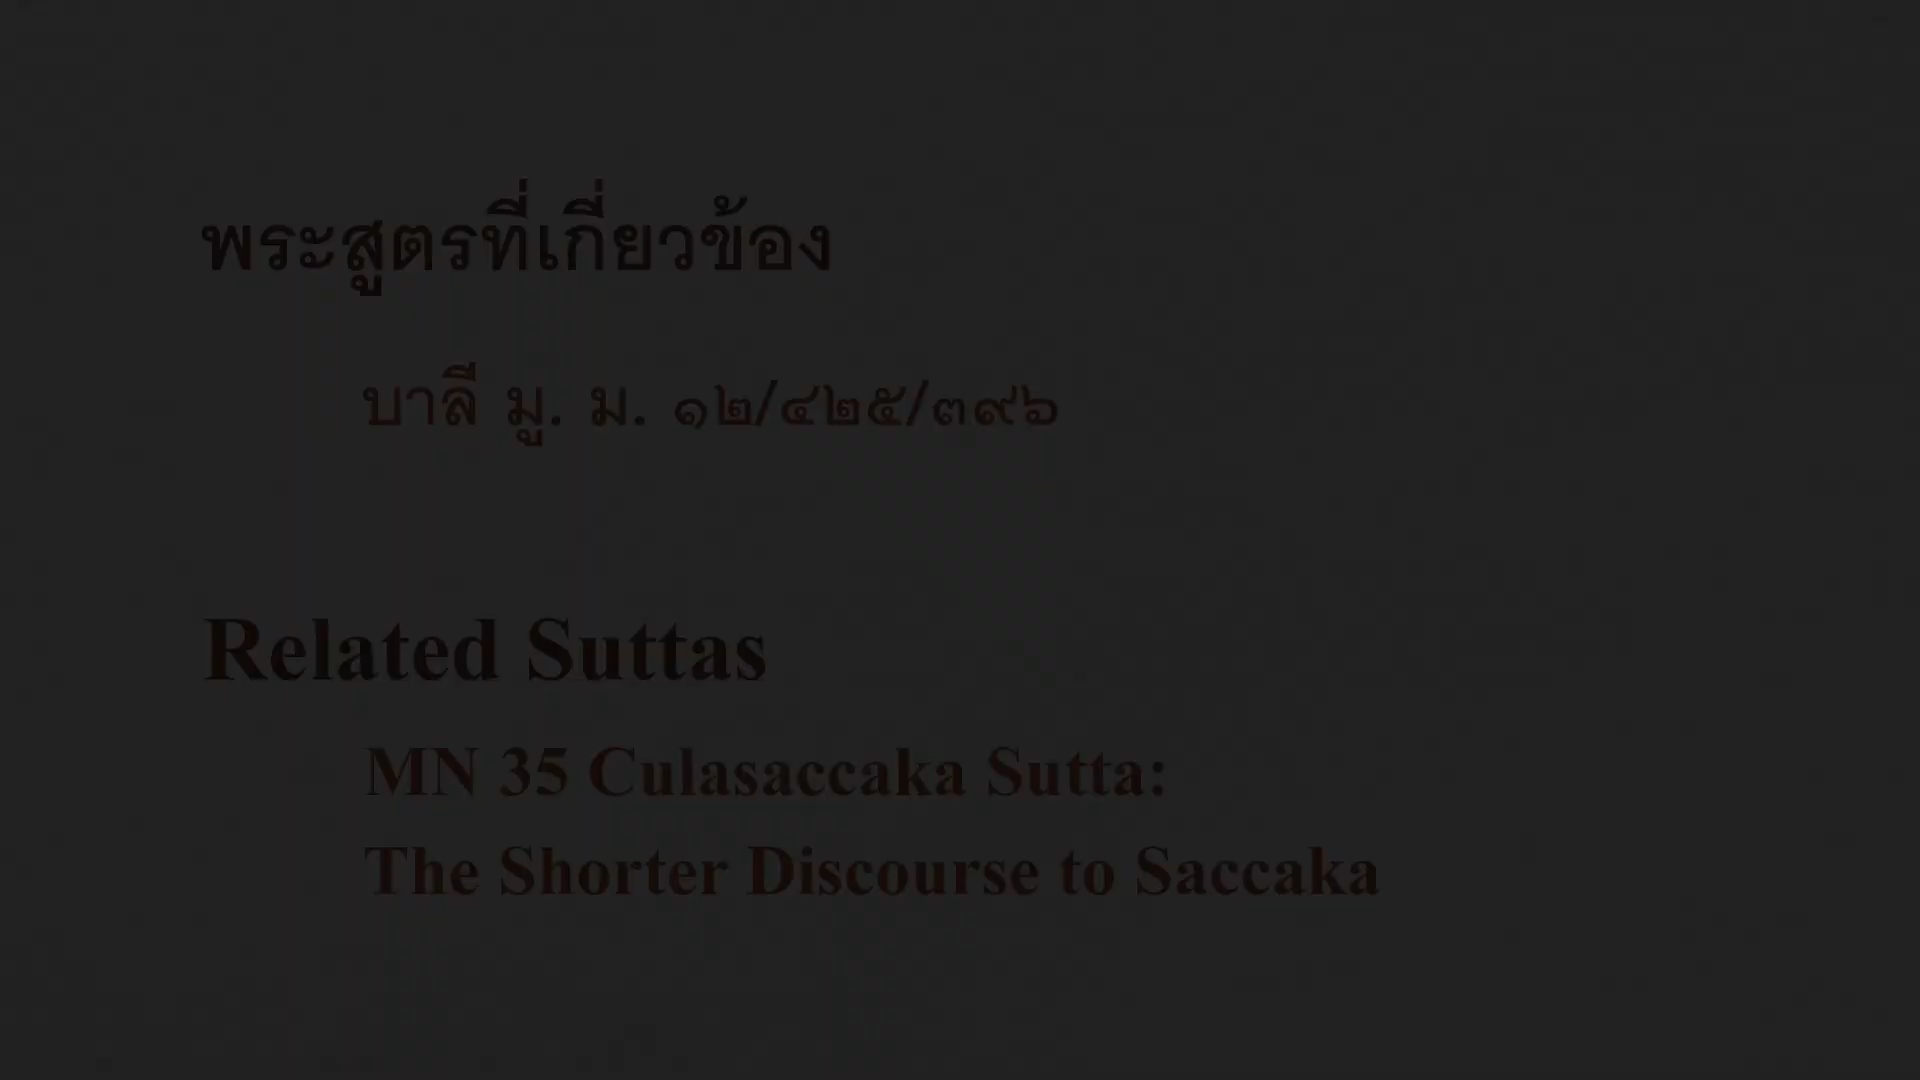 พระสูตรที่เกี่ยวข้อง
บาลี มู. ม. ๑๒/๔๒๕/๓๙๖
Related Suttas
MN 35 Culasaccaka Sutta:
The Shorter Discourse to Saccaka